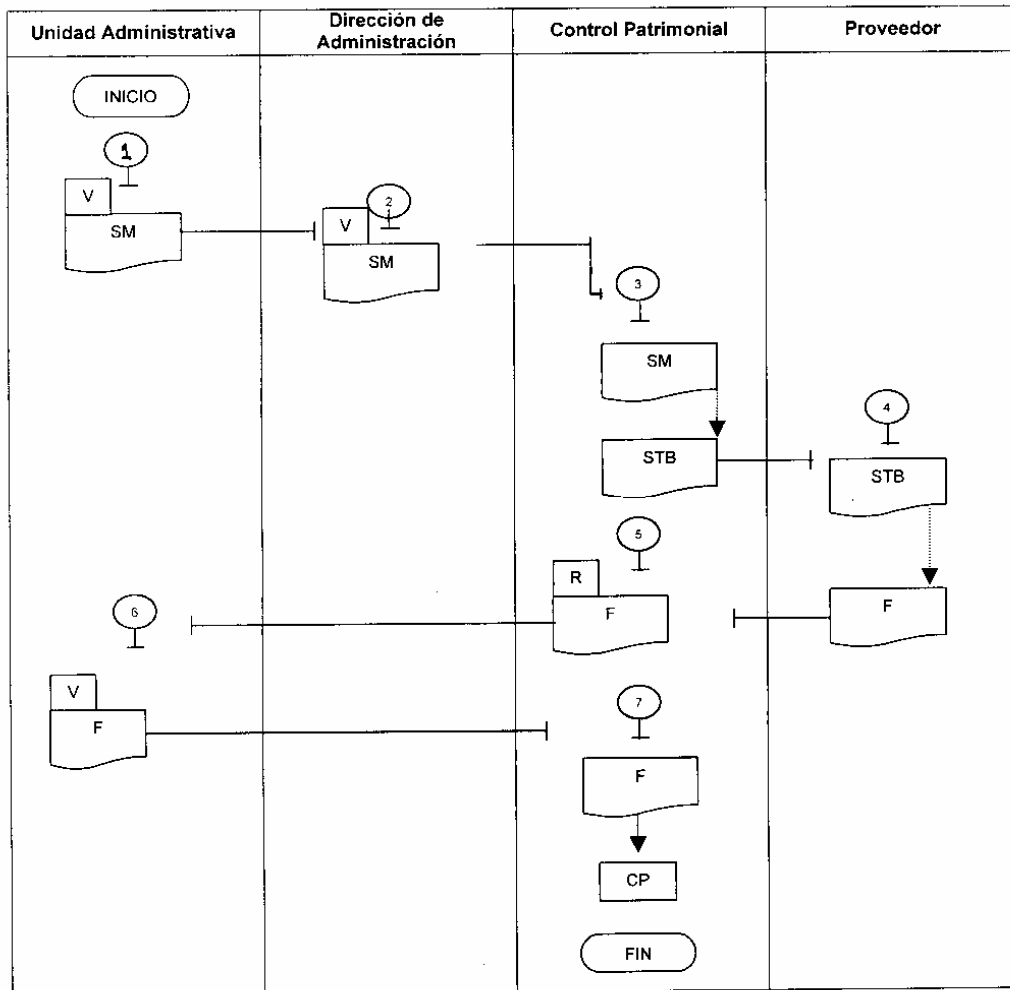 Unidad Administrativa
Dirección de
Administración
Control Patrimonial
Proveedor
INICIO
1
V
SM
2
V
SM
3
SM
STB
4
STB
F
5
R
F
6
V
F
7
F
CP
FIN